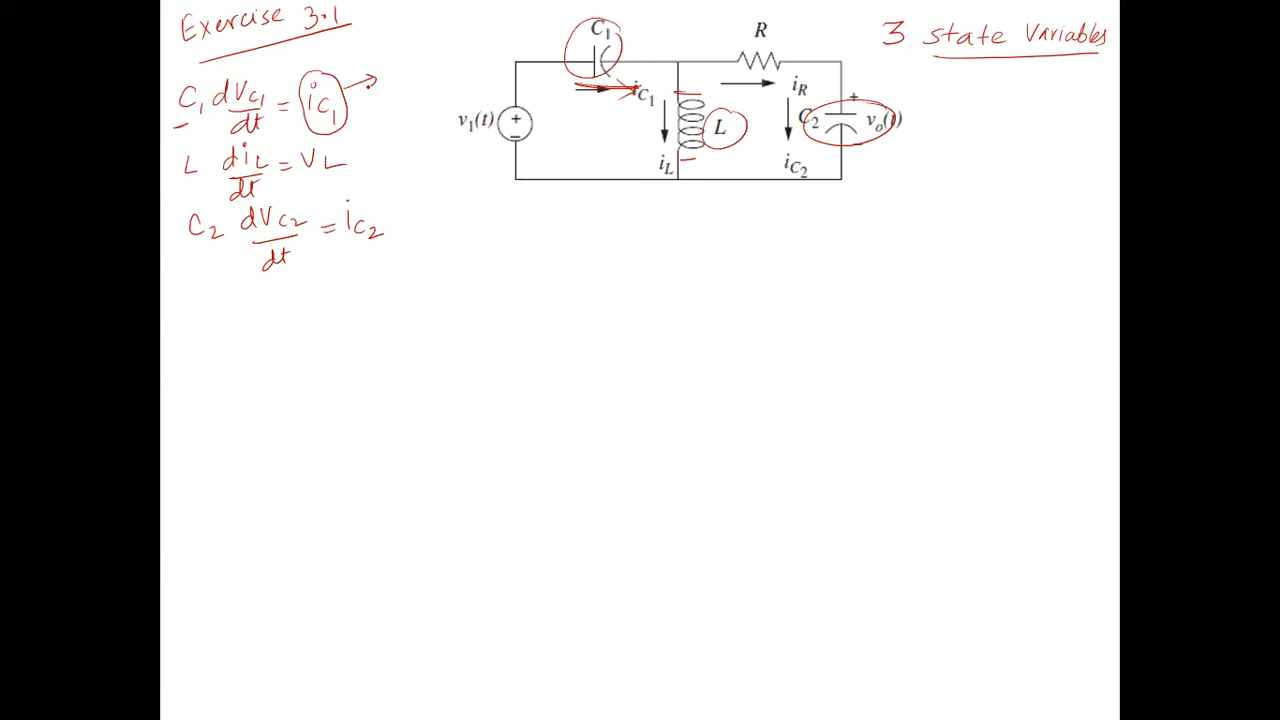 Exercise 3.1
3 state Variables
C1 dVC1/dt = iC1 →
L diL/dt = VL
C2 dVC2/dt = iC2
C1
R
iC1
iR
+
v1(t)
+
−
L
C2
vo(t)
iL
iC2